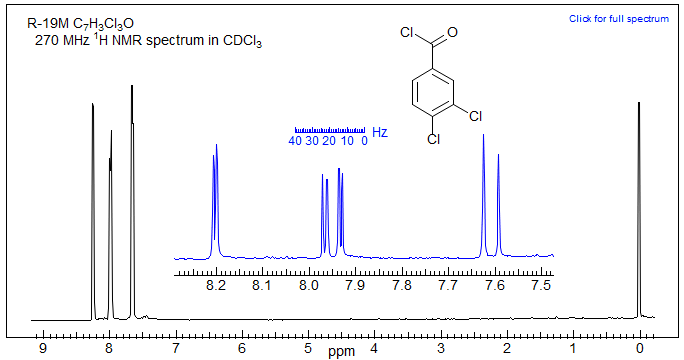 R-19M C₇H₃Cl₃O
270 MHz ¹H NMR spectrum in CDCl₃
Click for full spectrum
Cl O
Cl
Cl
40 30 20 10 0 Hz
8.2 8.1 8.0 7.9 7.8 7.7 7.6 7.5
9 8 7 6 5 4 3 2 1 0
ppm